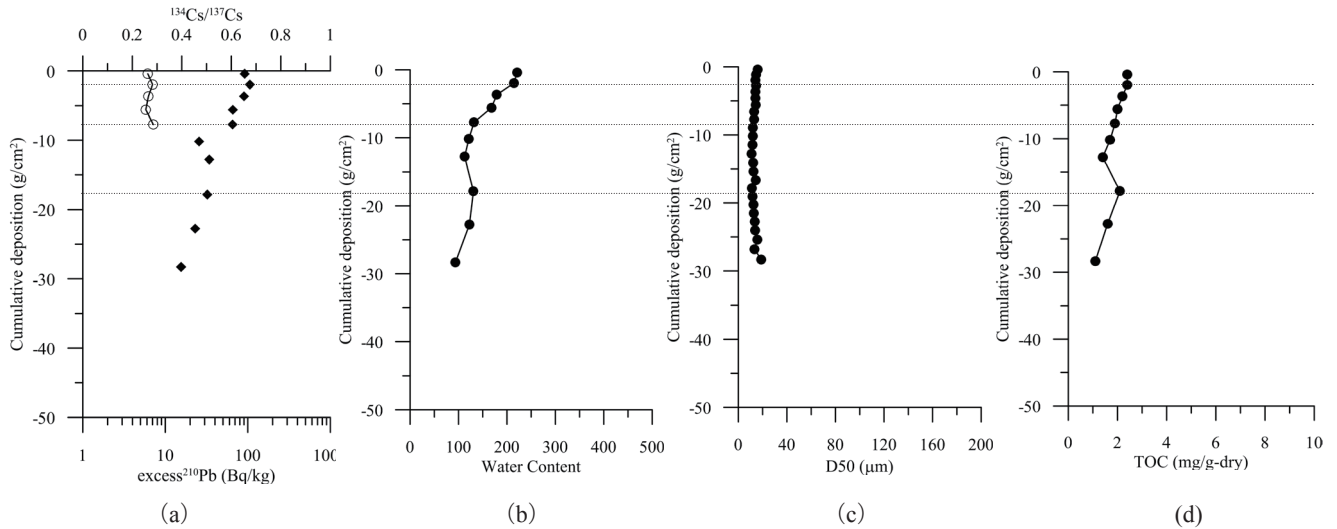 ¹³⁴Cs/¹³⁷Cs
0 0.2 0.4 0.6 0.8 1
0
-10
-20
-30
-40
-50
Cumulative deposition (g/cm²)
1 10 100 100
excess²¹⁰Pb (Bq/kg)
(a)
0
-10
-20
-30
-40
-50
Cumulative deposition (g/cm²)
0 100 200 300 400 500
Water Content
(b)
0
-10
-20
-30
-40
-50
Cumulative deposition (g/cm²)
0 40 80 120 160 200
D50 (μm)
(c)
0
-10
-20
-30
-40
-50
Cumulative deposition (g/cm²)
0 2 4 6 8 10
TOC (mg/g-dry)
(d)